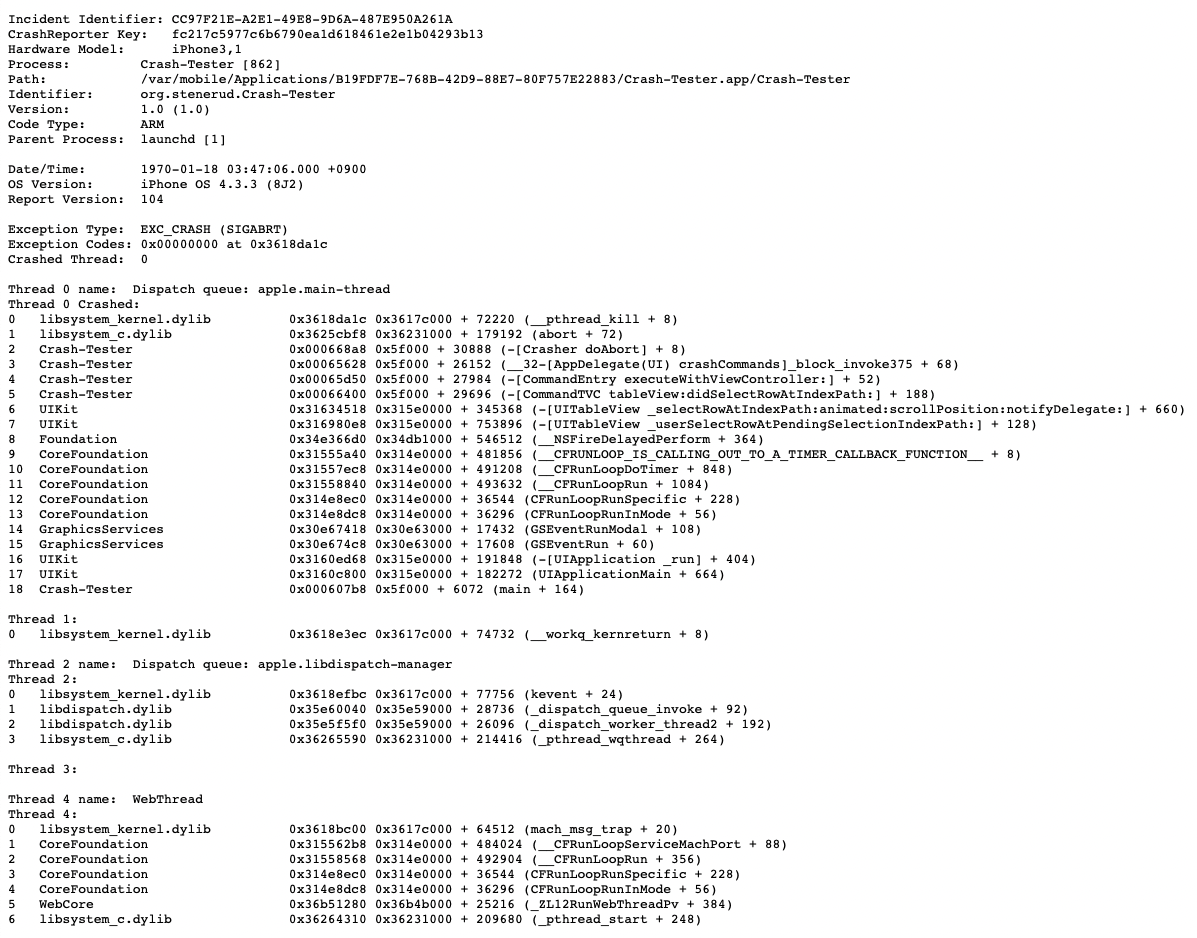 Incident Identifier: CC97F21E-A2E1-49E8-9D6A-487E950A261A
CrashReporter Key:   fc217c5977c6b6790ea1d618461e2e1b04293b13
Hardware Model:      iPhone3,1
Process:         Crash-Tester [862]
Path:            /var/mobile/Applications/B19FDF7E-768B-42D9-88E7-80F757E22883/Crash-Tester.app/Crash-Tester
Identifier:      org.stenerud.Crash-Tester
Version:         1.0 (1.0)
Code Type:       ARM
Parent Process:  launchd [1]

Date/Time:       1970-01-18 03:47:06.000 +0900
OS Version:      iPhone OS 4.3.3 (8J2)
Report Version:  104

Exception Type:  EXC_CRASH (SIGABRT)
Exception Codes: 0x00000000 at 0x3618da1c
Crashed Thread:  0

Thread 0 name:  Dispatch queue: apple.main-thread
Thread 0 Crashed:
0   libsystem_kernel.dylib          0x3618da1c 0x3617c000 + 72220 (__pthread_kill + 8)
1   libsystem_c.dylib               0x3625cbf8 0x36231000 + 179192 (abort + 72)
2   Crash-Tester                    0x000668a8 0x5f000 + 30888 (-[Crasher doAbort] + 8)
3   Crash-Tester                    0x00065628 0x5f000 + 26152 (__32-[AppDelegate(UI) crashCommands]_block_invoke375 + 68)
4   Crash-Tester                    0x00065d50 0x5f000 + 27984 (-[CommandEntry executeWithViewController:] + 52)
5   Crash-Tester                    0x00066400 0x5f000 + 29696 (-[CommandTVC tableView:didSelectRowAtIndexPath:] + 188)
6   UIKit                           0x31634518 0x315e0000 + 345368 (-[UITableView _selectRowAtIndexPath:animated:scrollPosition:notifyDelegate:] + 660)
7   UIKit                           0x316980e8 0x315e0000 + 753896 (-[UITableView _userSelectRowAtPendingSelectionIndexPath:] + 128)
8   Foundation                      0x34e366d0 0x34db1000 + 546512 (__NSFireDelayedPerform + 364)
9   CoreFoundation                  0x31555a40 0x314e0000 + 481856 (__CFRUNLOOP_IS_CALLING_OUT_TO_A_TIMER_CALLBACK_FUNCTION__ + 8)
10  CoreFoundation                  0x31557ec8 0x314e0000 + 491208 (__CFRunLoopDoTimer + 848)
11  CoreFoundation                  0x31558840 0x314e0000 + 493632 (__CFRunLoopRun + 1084)
12  CoreFoundation                  0x314e8ec0 0x314e0000 + 36544 (CFRunLoopRunSpecific + 228)
13  CoreFoundation                  0x314e8dc8 0x314e0000 + 36296 (CFRunLoopRunInMode + 56)
14  GraphicsServices                0x30e67418 0x30e63000 + 17432 (GSEventRunModal + 108)
15  GraphicsServices                0x30e674c8 0x30e63000 + 17608 (GSEventRun + 60)
16  UIKit                           0x3160ed68 0x315e0000 + 191848 (-[UIApplication _run] + 404)
17  UIKit                           0x3160c800 0x315e0000 + 182272 (UIApplicationMain + 664)
18  Crash-Tester                    0x000607b8 0x5f000 + 6072 (main + 164)

Thread 1:
0   libsystem_kernel.dylib          0x3618e3ec 0x3617c000 + 74732 (__workq_kernreturn + 8)

Thread 2 name:  Dispatch queue: apple.libdispatch-manager
Thread 2:
0   libsystem_kernel.dylib          0x3618efbc 0x3617c000 + 77756 (kevent + 24)
1   libdispatch.dylib               0x35e60040 0x35e59000 + 28736 (_dispatch_queue_invoke + 92)
2   libdispatch.dylib               0x35e5f5f0 0x35e59000 + 26096 (_dispatch_worker_thread2 + 192)
3   libsystem_c.dylib               0x36265590 0x36231000 + 214416 (_pthread_wqthread + 264)

Thread 3:

Thread 4 name:  WebThread
Thread 4:
0   libsystem_kernel.dylib          0x3618bc00 0x3617c000 + 64512 (mach_msg_trap + 20)
1   CoreFoundation                  0x315562b8 0x314e0000 + 484024 (__CFRunLoopServiceMachPort + 88)
2   CoreFoundation                  0x31558568 0x314e0000 + 492904 (__CFRunLoopRun + 356)
3   CoreFoundation                  0x314e8ec0 0x314e0000 + 36544 (CFRunLoopRunSpecific + 228)
4   CoreFoundation                  0x314e8dc8 0x314e0000 + 36296 (CFRunLoopRunInMode + 56)
5   WebCore                         0x36b51280 0x36b4b000 + 25216 (_ZL12RunWebThreadPv + 384)
6   libsystem_c.dylib               0x36264310 0x36231000 + 209680 (_pthread_start + 248)